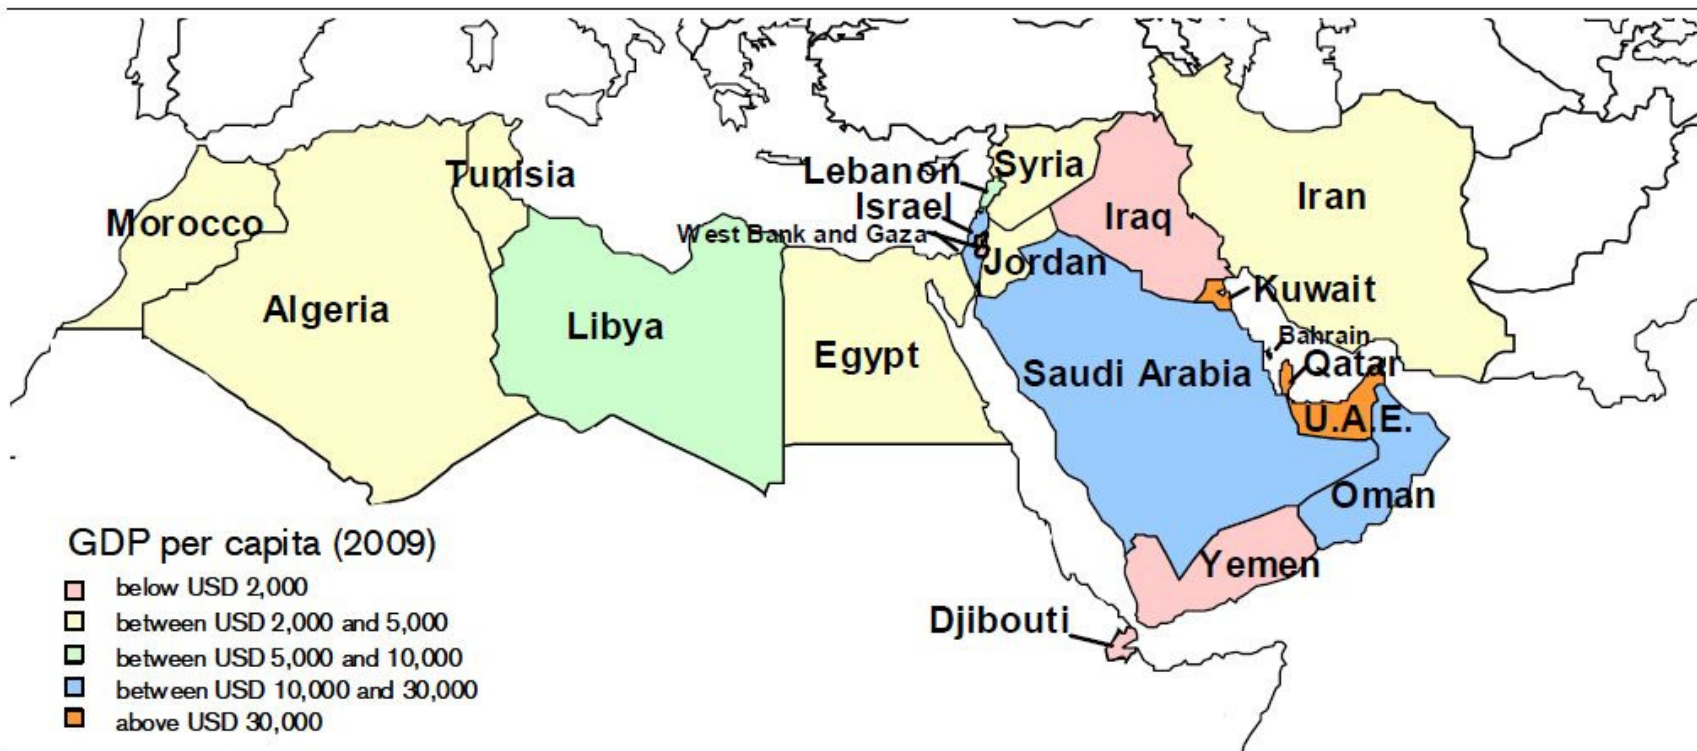 Tunisia
Lebanon
Syria
Israel
Iran
Morocco
Iraq
West Bank and Gaza
Jordan
Kuwait
Algeria
Libya
Bahrain
Egypt
Qatar
Saudi Arabia
U.A.E.
Oman
GDP per capita (2009)
Yemen
below USD 2,000
between USD 2,000 and 5,000
Djibouti
between USD 5,000 and 10,000
between USD 10,000 and 30,000
above USD 30,000